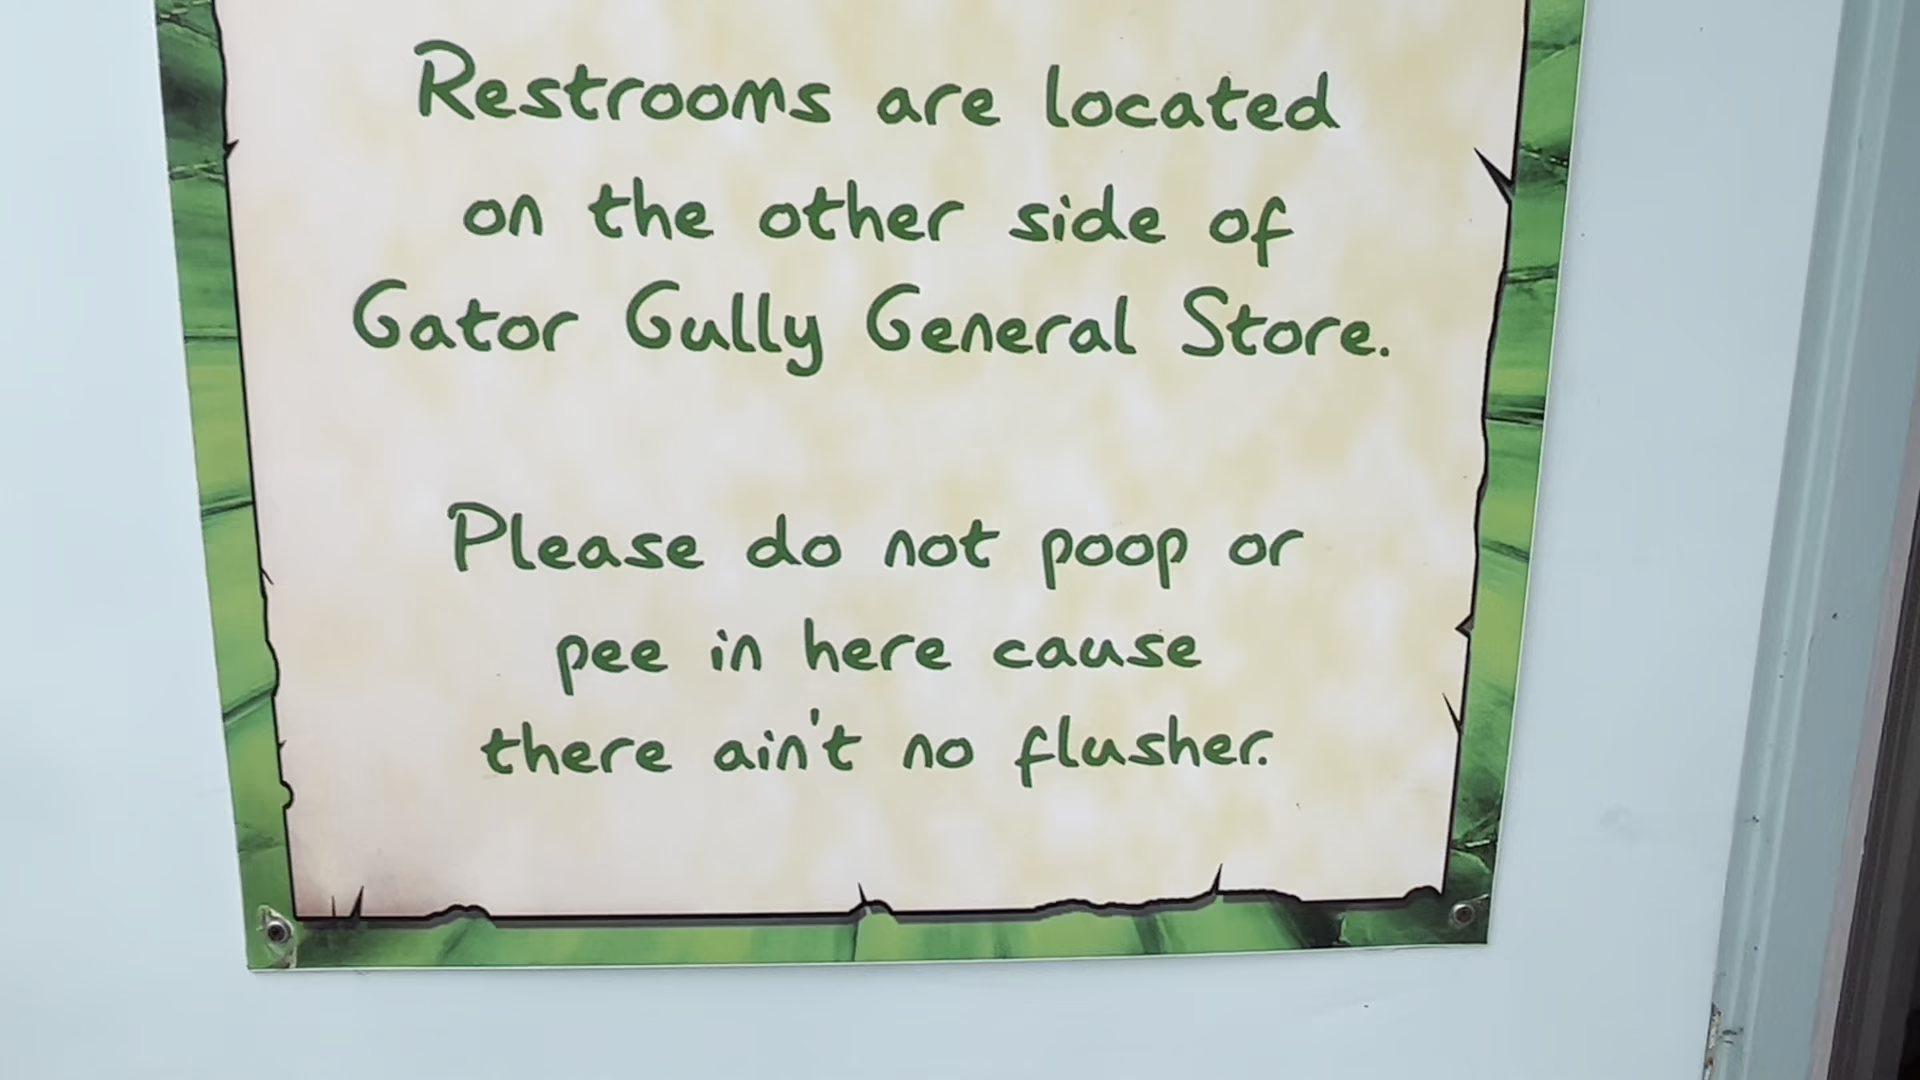 Restrooms are located
on the other side of
Gator Gully General Store.
Please do not poop or
pee in here cause
there ain't no flusher.